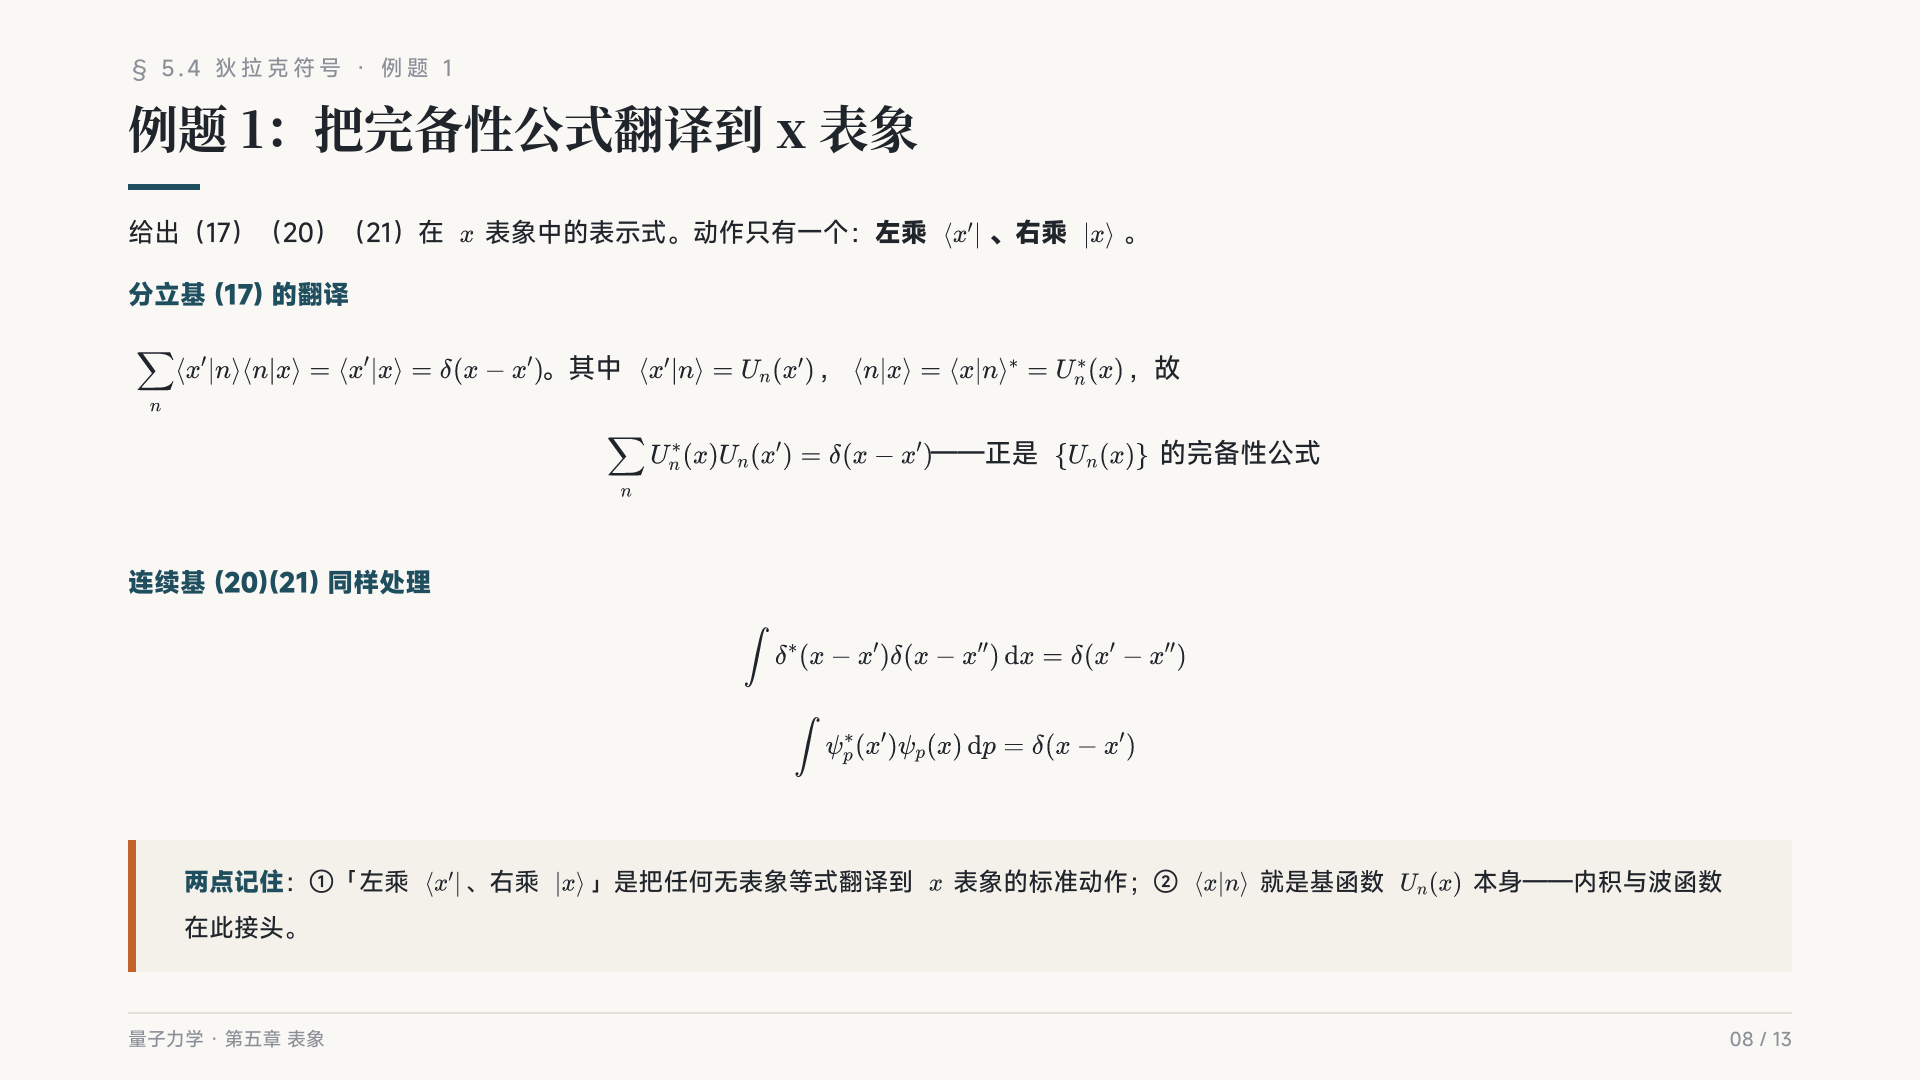 § 5.4 狄拉克符号 · 例题 1
例题 1：把完备性公式翻译到 x 表象
给出（17）（20）（21）在 x 表象中的表示式。动作只有一个：左乘 ⟨x′| 、右乘 |x⟩ 。
分立基 (17) 的翻译
∑_n ⟨x′|n⟩⟨n|x⟩ = ⟨x′|x⟩ = δ(x − x′)。其中 ⟨x′|n⟩ = U_n(x′)， ⟨n|x⟩ = ⟨x|n⟩* = U_n*(x)，故
∑_n U_n*(x)U_n(x′) = δ(x − x′)——正是 {U_n(x)} 的完备性公式
连续基 (20)(21) 同样处理
∫ δ*(x − x′)δ(x − x″) dx = δ(x′ − x″)
∫ ψ_p*(x′)ψ_p(x) dp = δ(x − x′)
两点记住：①「左乘 ⟨x′| 、右乘 |x⟩ 」是把任何无表象等式翻译到 x 表象的标准动作；② ⟨x|n⟩ 就是基函数 U_n(x) 本身——内积与波函数
在此接头。
量子力学 · 第五章 表象
08 / 13